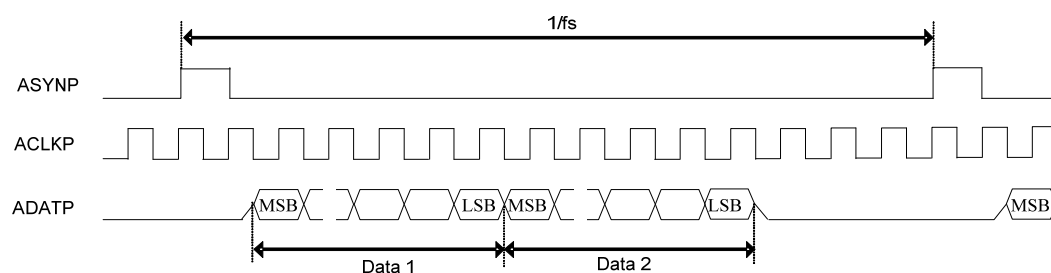 1/fs
ASYNP
ACLKP
ADATP
MSB LSB MSB LSB MSB
Data 1 Data 2